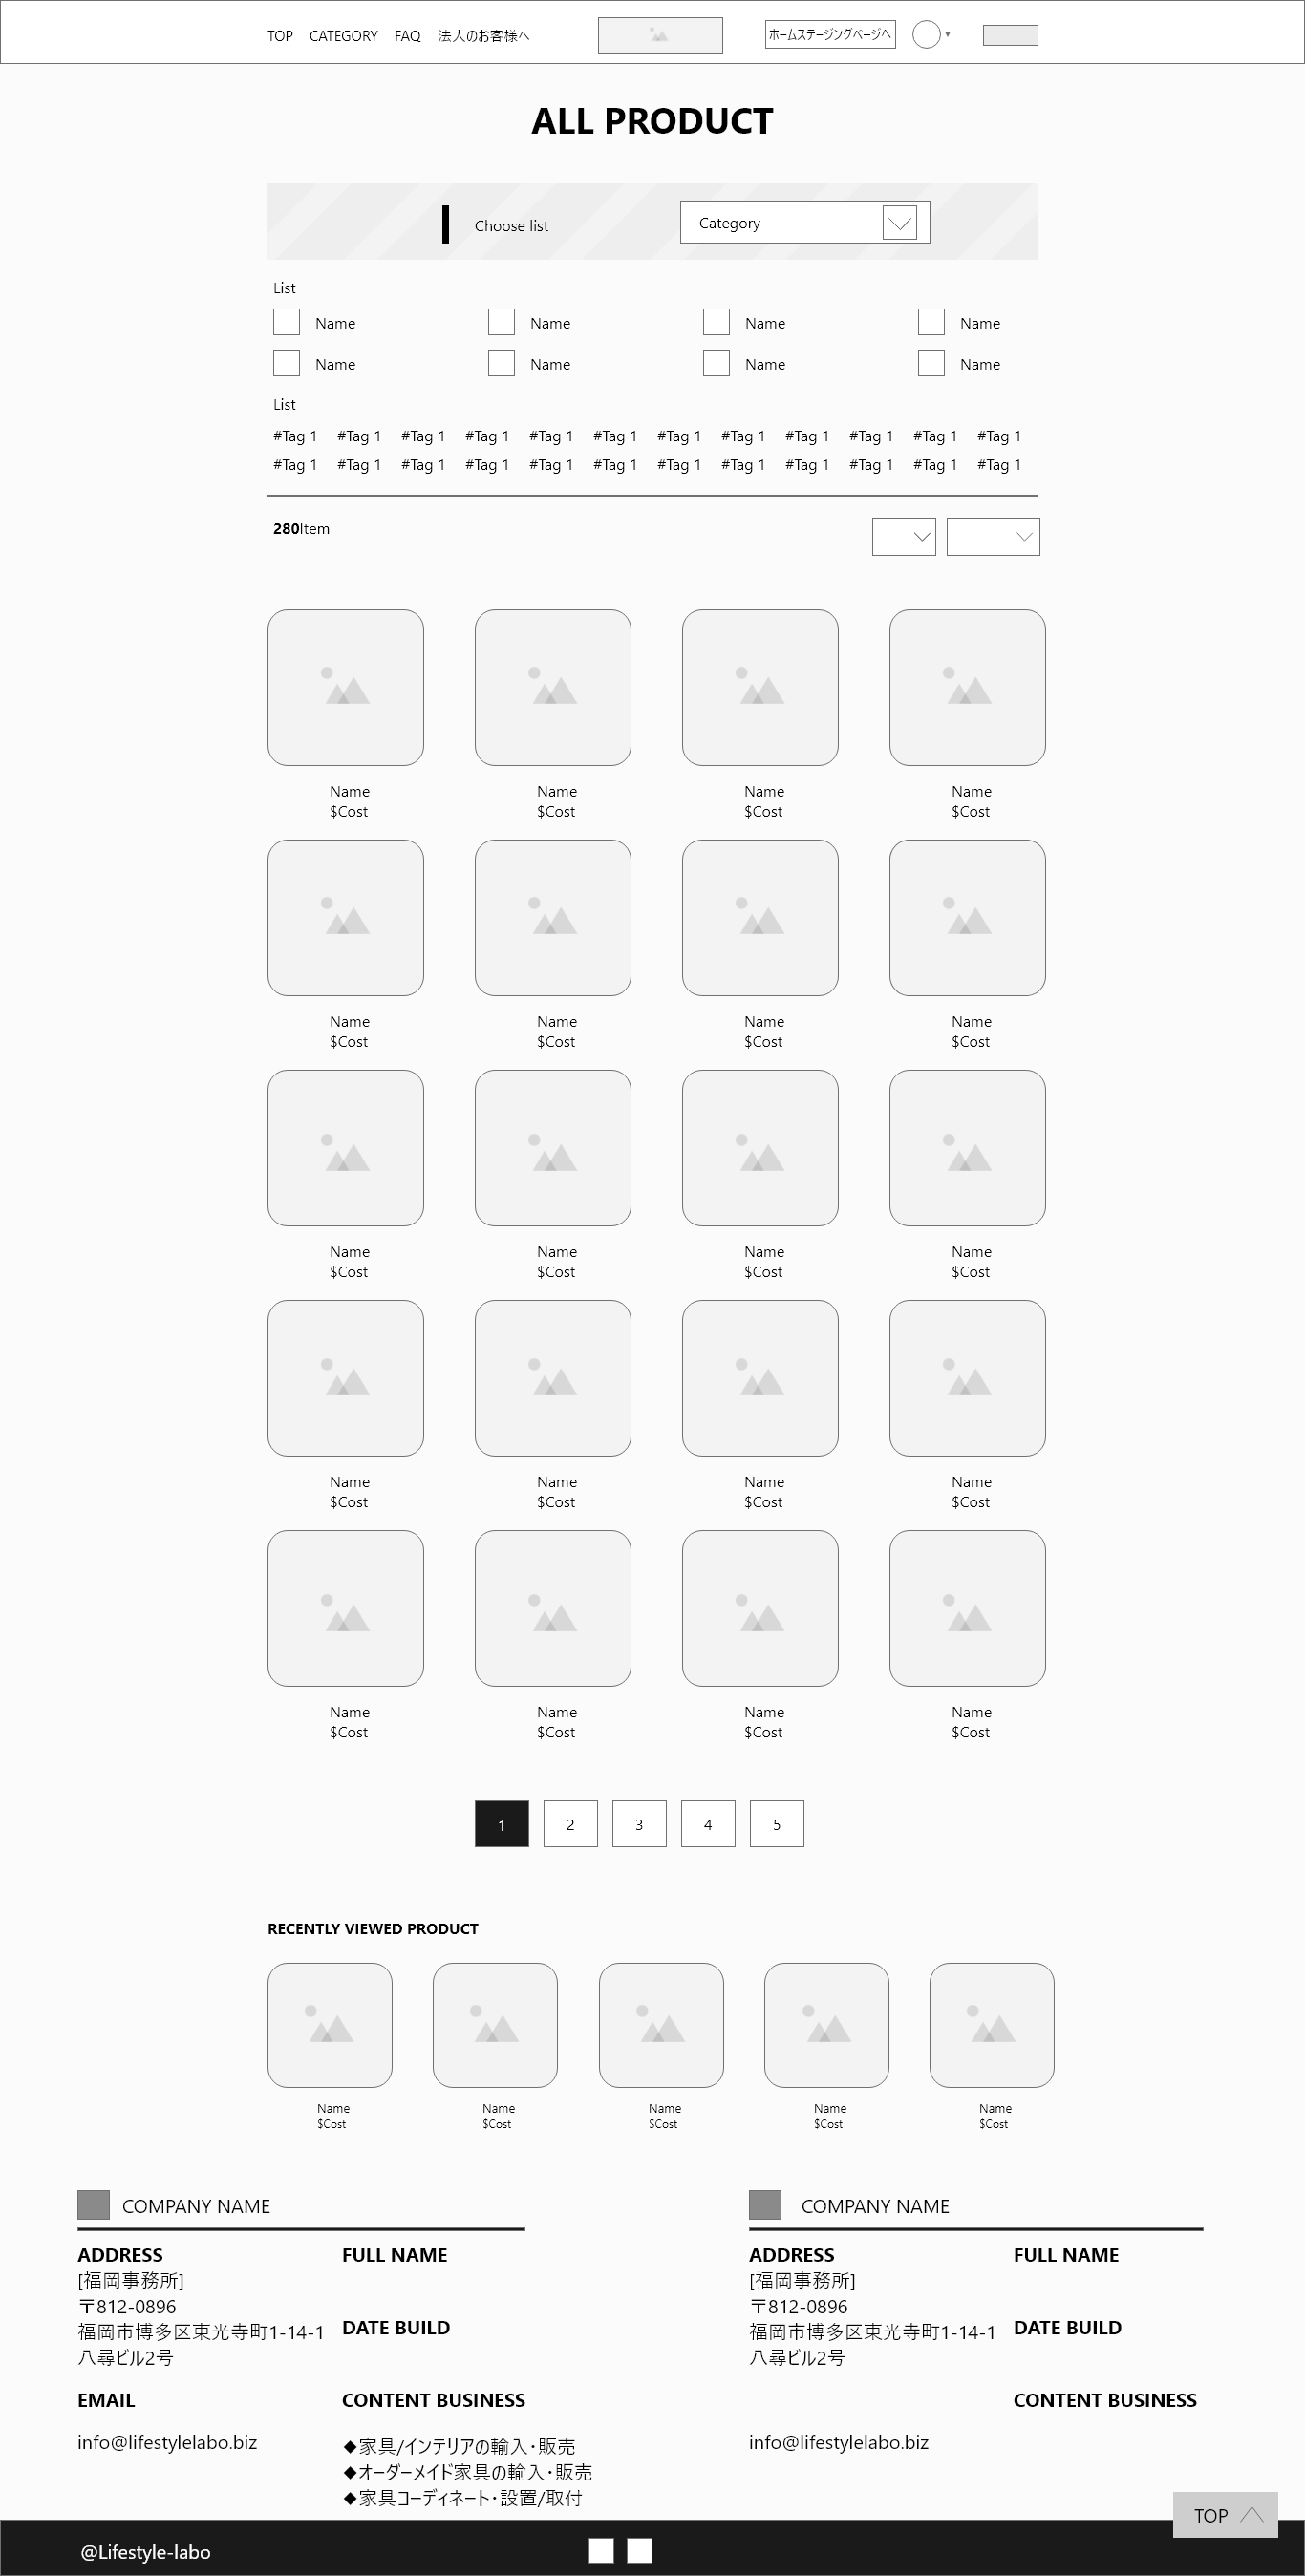 TOP CATEGORY FAQ 法人のお客様へ ホームステージングページへ
ALL PRODUCT
Choose list Category
List
Name Name Name Name
Name Name Name Name
List
#Tag 1 #Tag 1 #Tag 1 #Tag 1 #Tag 1 #Tag 1 #Tag 1 #Tag 1 #Tag 1 #Tag 1 #Tag 1 #Tag 1
#Tag 1 #Tag 1 #Tag 1 #Tag 1 #Tag 1 #Tag 1 #Tag 1 #Tag 1 #Tag 1 #Tag 1 #Tag 1 #Tag 1
280Item
Name Name Name Name
$Cost $Cost $Cost $Cost
Name Name Name Name
$Cost $Cost $Cost $Cost
Name Name Name Name
$Cost $Cost $Cost $Cost
Name Name Name Name
$Cost $Cost $Cost $Cost
Name Name Name Name
$Cost $Cost $Cost $Cost
1 2 3 4 5
RECENTLY VIEWED PRODUCT
Name Name Name Name Name
$Cost $Cost $Cost $Cost $Cost
COMPANY NAME
ADDRESS
[福岡事務所]
〒812-0896
福岡市博多区東光寺町1-14-1
八尋ビル2号
EMAIL
info@lifestylelabo.biz
FULL NAME
DATE BUILD
CONTENT BUSINESS
◆家具/インテリアの輸入・販売
◆オーダーメイド家具の輸入・販売
◆家具コーディネート・設置/取付
COMPANY NAME
ADDRESS
[福岡事務所]
〒812-0896
福岡市博多区東光寺町1-14-1
八尋ビル2号
info@lifestylelabo.biz
FULL NAME
DATE BUILD
CONTENT BUSINESS
TOP
@Lifestyle-labo